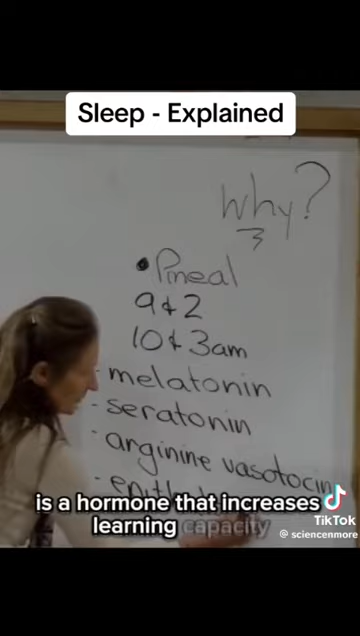 Sleep - Explained
Why?
3
• Pineal
9 & 2
10 & 3am
- melatonin
- seratonin
- arginine vasotocin
is a hormone that increases
learning capacity
TikTok
@ sciencenmore